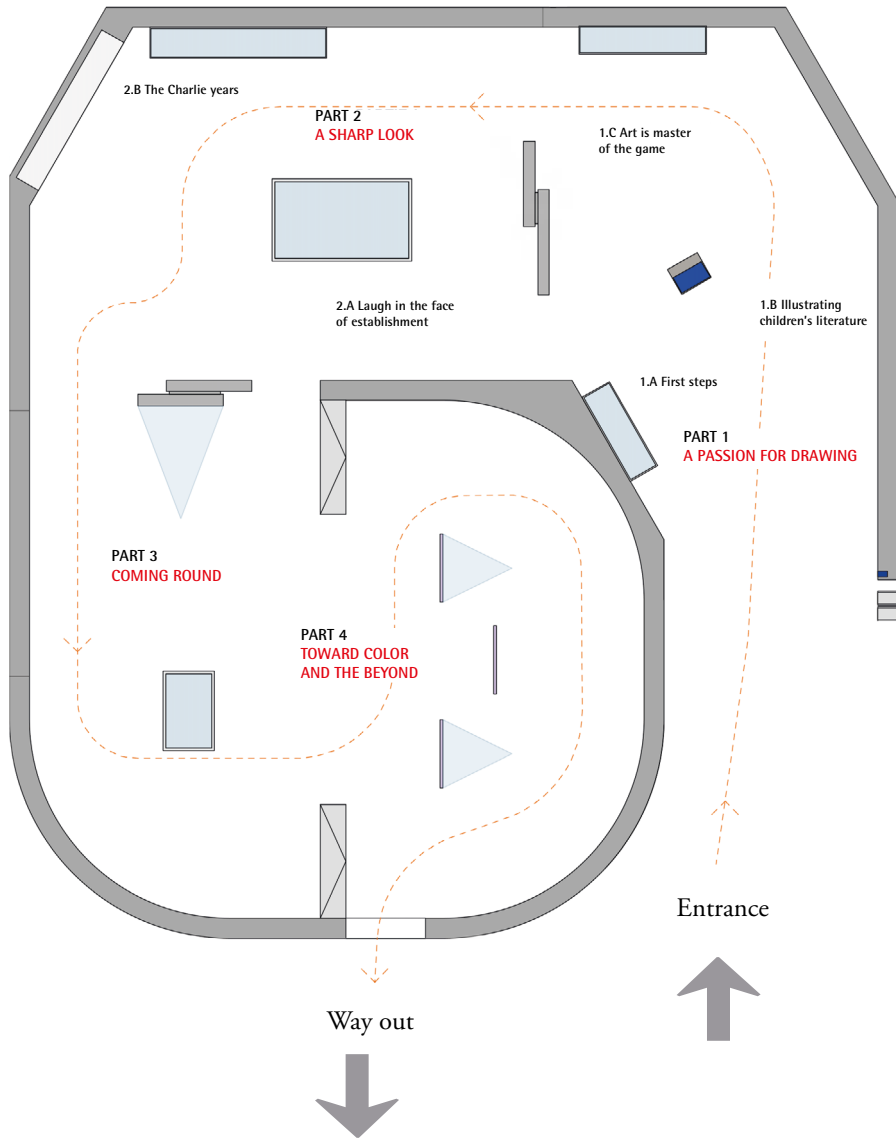 2.B The Charlie years
PART 2
A SHARP LOOK
1.C Art is master
of the game
2.A Laugh in the face
of establishment
1.B Illustrating
children's literature
1.A First steps
PART 1
A PASSION FOR DRAWING
PART 3
COMING ROUND
PART 4
TOWARD COLOR
AND THE BEYOND
Entrance
Way out